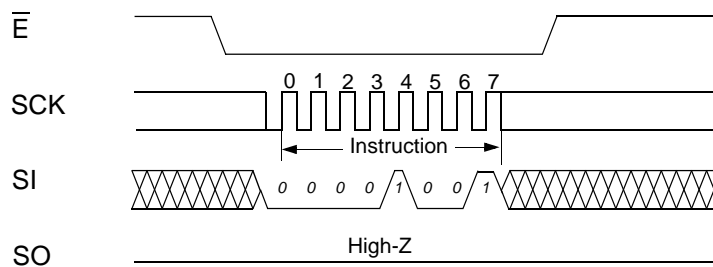 E̅
SCK
0 1 2 3 4 5 6 7
Instruction
SI
0 0 0 0 1 0 0 1
High-Z
SO